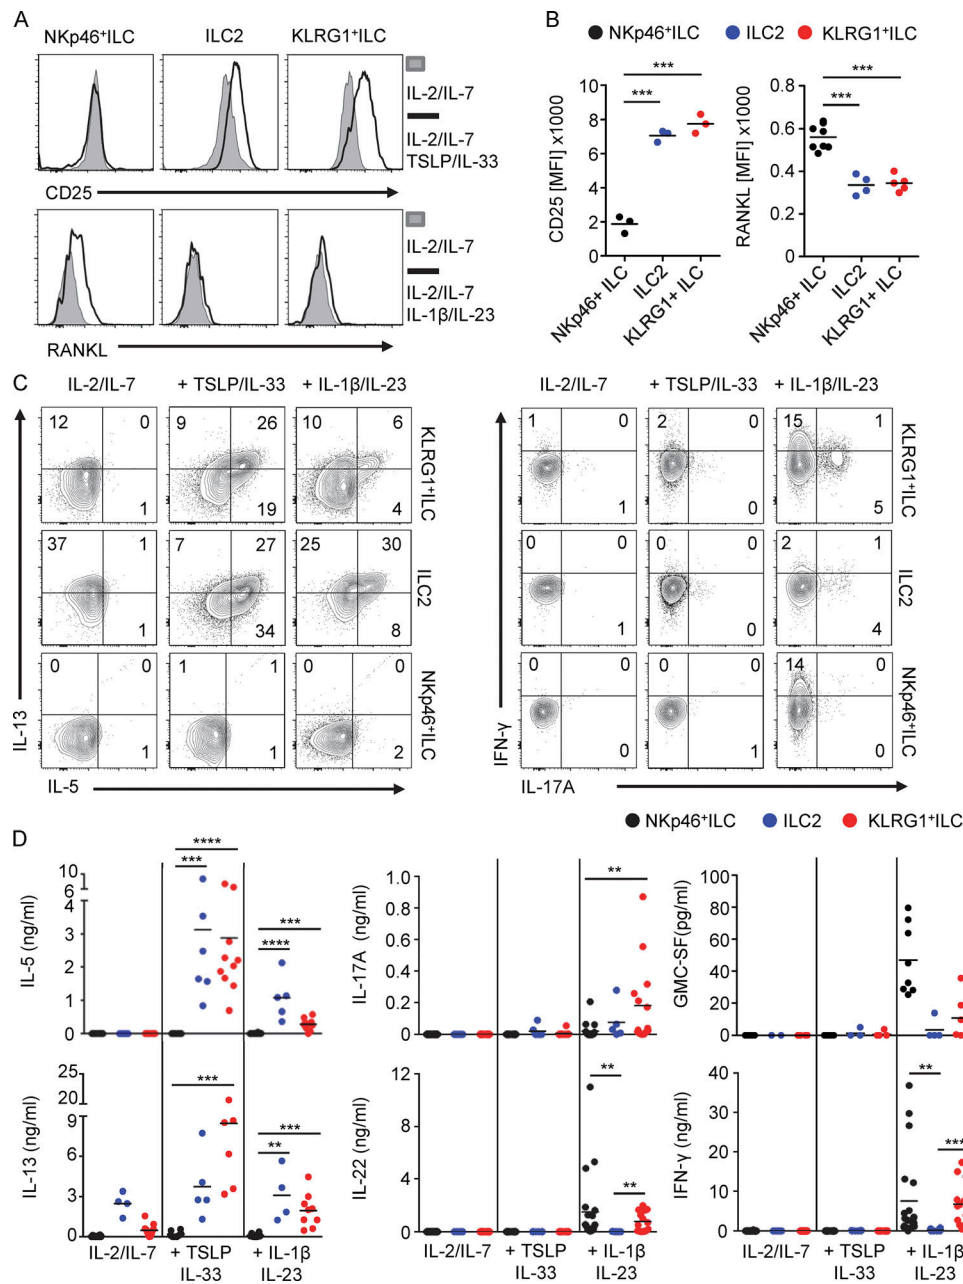 A
NKp46⁺ILC ILC2 KLRG1⁺ILC
IL-2/IL-7
IL-2/IL-7
TSLP/IL-33
CD25
IL-2/IL-7
IL-2/IL-7
IL-1β/IL-23
RANKL
B
NKp46⁺ILC ILC2 KLRG1⁺ILC
CD25 [MFI] x1000
10
8
6
4
2
0
***
***
NKp46+ ILC
ILC2
KLRG1+ ILC
RANKL [MFI] x1000
0.8
0.6
0.4
0.2
0
***
***
NKp46+ ILC
ILC2
KLRG1+ ILC
C
IL-2/IL-7 + TSLP/IL-33 + IL-1β/IL-23
12 0 9 26 10 6
1 19 4
KLRG1⁺ILC
37 1 7 27 25 30
1 34 8
ILC2
0 0 1 1 0 0
1 1 2
NKp46⁺ILC
IL-13
IL-5
IL-2/IL-7 + TSLP/IL-33 + IL-1β/IL-23
1 0 2 0 15 1
1 0 5
KLRG1⁺ILC
0 0 0 0 2 1
1 0 4
ILC2
0 0 0 0 14 0
0 1 0
NKp46⁺ILC
IFN-γ
IL-17A
NKp46⁺ILC ILC2 KLRG1⁺ILC
D
IL-5 (ng/ml)
10
6
4
3
2
1
0
***
****
****
***
IL-17A (ng/ml)
1.0
0.8
0.6
0.4
0.2
0
**
GMC-SF(pg/ml)
100
80
60
40
20
0
IL-13 (ng/ml)
25
20
9
6
3
0
***
**
***
IL-2/IL-7 + TSLP + IL-1β
IL-33 IL-23
IL-22 (ng/ml)
12
8
4
0
**
**
IL-2/IL-7 + TSLP + IL-1β
IL-33 IL-23
IFN-γ (ng/ml)
40
30
20
10
0
**
***
IL-2/IL-7 + TSLP + IL-1β
IL-33 IL-23